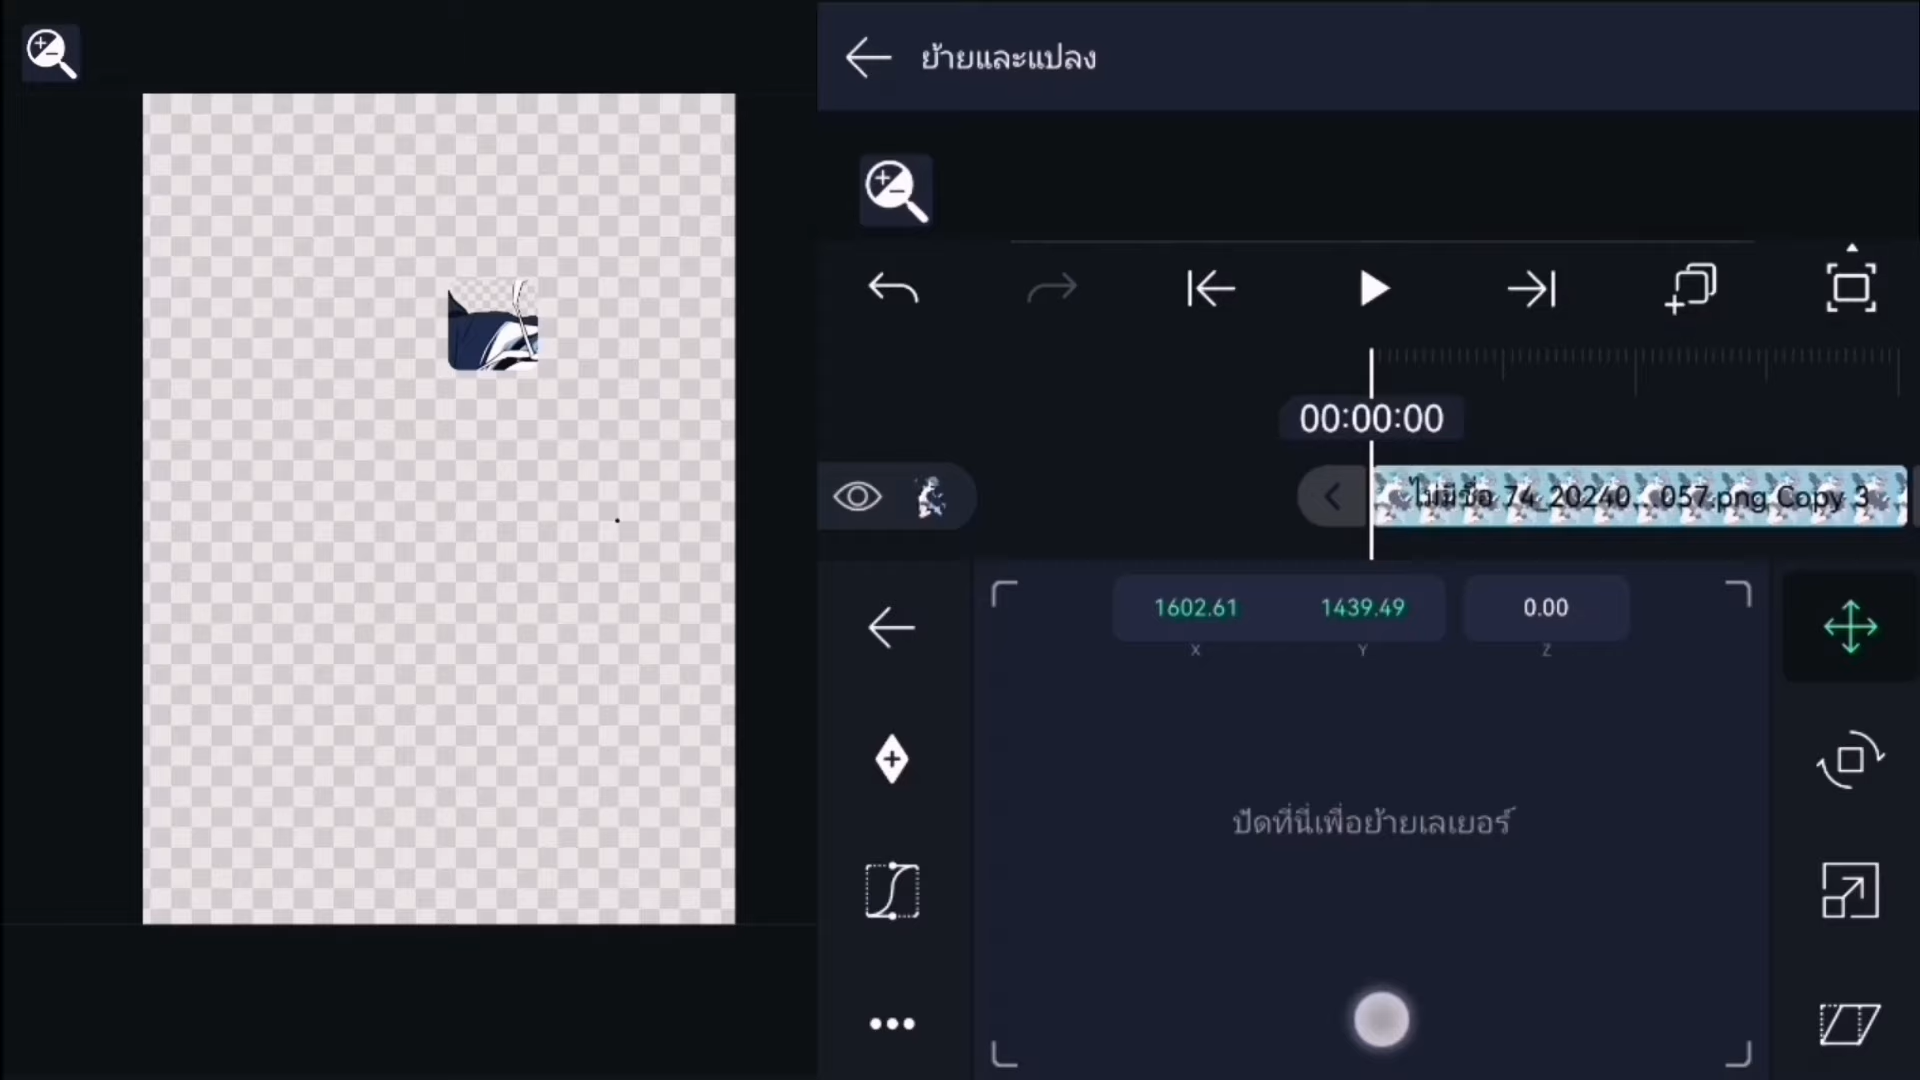 ย้ายและแปลง
00:00:00
ไม่มีชื่อ 74_20240...057.png Copy 3
1602.61 1439.49 0.00
X Y Z
ปัดที่นี่เพื่อย้ายเลเยอร์